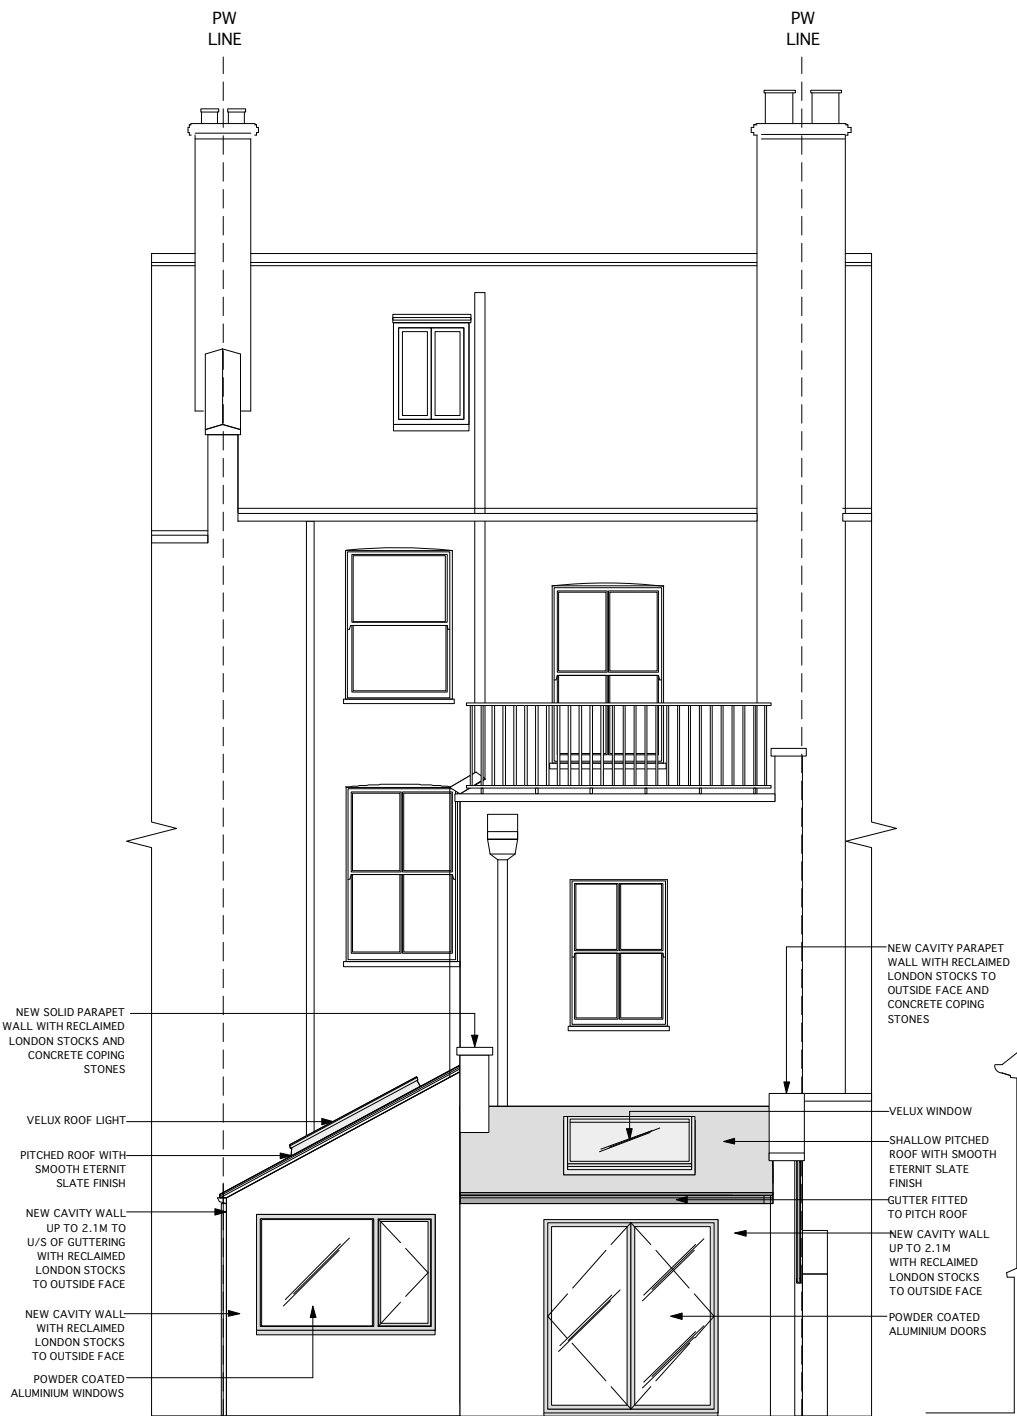 PW
LINE
PW
LINE
NEW CAVITY PARAPET
WALL WITH RECLAIMED
LONDON STOCKS TO
OUTSIDE FACE AND
CONCRETE COPING
STONES
NEW SOLID PARAPET
WALL WITH RECLAIMED
LONDON STOCKS AND
CONCRETE COPING
STONES
VELUX ROOF LIGHT
PITCHED ROOF WITH
SMOOTH ETERNIT
SLATE FINISH
NEW CAVITY WALL
UP TO 2.1M TO
U/S OF GUTTERING
WITH RECLAIMED
LONDON STOCKS
TO OUTSIDE FACE
NEW CAVITY WALL
WITH RECLAIMED
LONDON STOCKS
TO OUTSIDE FACE
POWDER COATED
ALUMINIUM WINDOWS
VELUX WINDOW
SHALLOW PITCHED
ROOF WITH SMOOTH
ETERNIT SLATE
FINISH
GUTTER FITTED
TO PITCH ROOF
NEW CAVITY WALL
UP TO 2.1M
WITH RECLAIMED
LONDON STOCKS
TO OUTSIDE FACE
POWDER COATED
ALUMINIUM DOORS